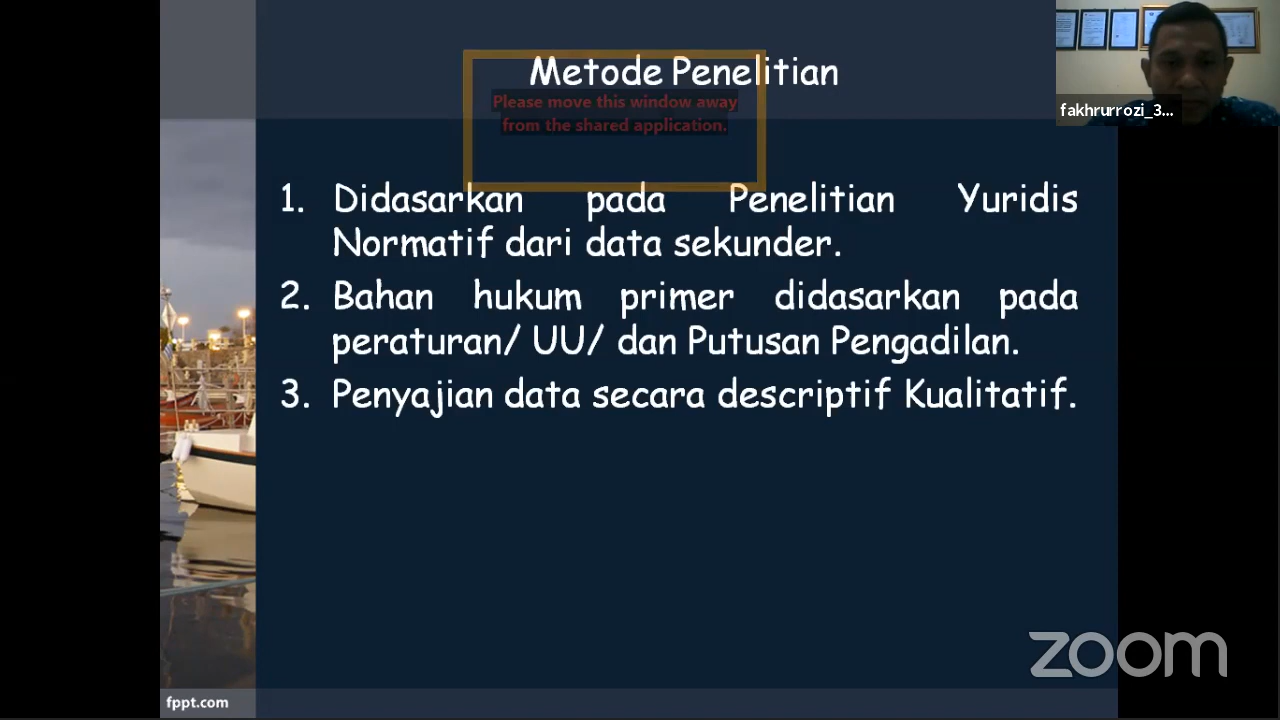 Metode Penelitian
Please move this window away
from the shared application.
fakhrurrozi_3...
1. Didasarkan pada Penelitian Yuridis
Normatif dari data sekunder.
2. Bahan hukum primer didasarkan pada
peraturan/ UU/ dan Putusan Pengadilan.
3. Penyajian data secara descriptif Kualitatif.
zoom
fppt.com